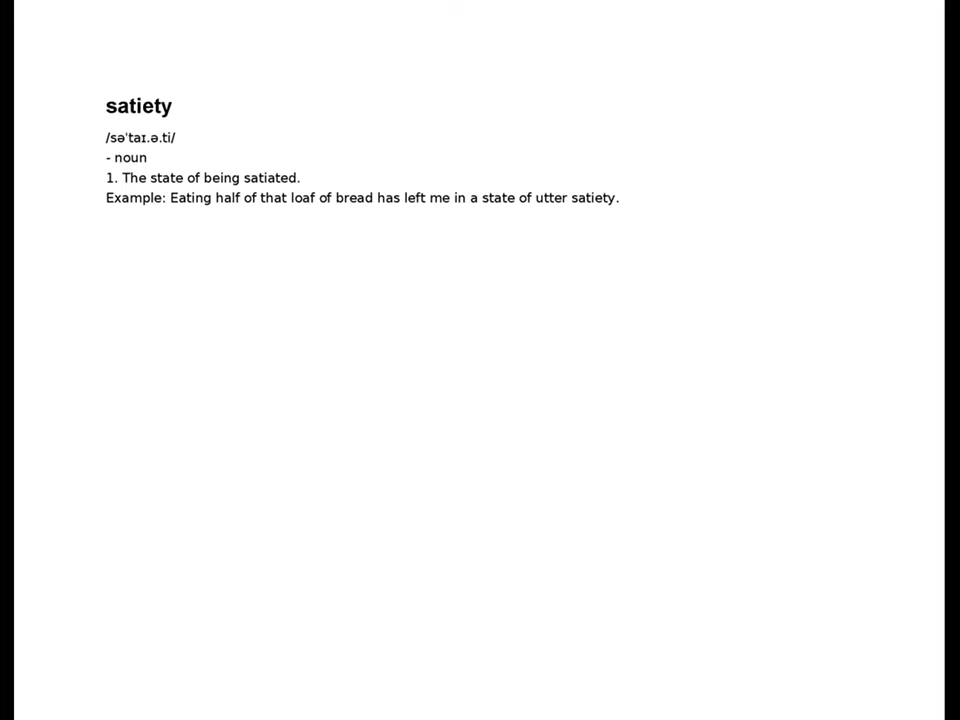 satiety
/səˈtaɪ.ə.ti/
- noun
1. The state of being satiated.
Example: Eating half of that loaf of bread has left me in a state of utter satiety.